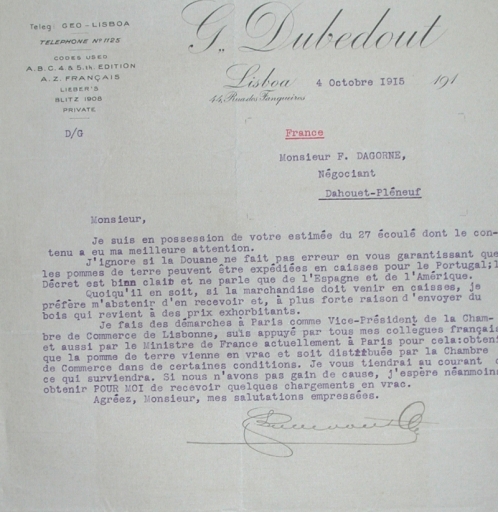 G. Dubedout
Teleg: GEO-LISBOA
TELEPHONE Nº 1125
CODES USED
A.B.C. 4. & 5.th. EDITION
A.Z. FRANÇAIS
LIEBER'S
BLITZ 1908
PRIVATE
Lisboa 4 Octobre 1915 191
44, Rua dos Fanqueiros
D/G
France
Monsieur F. DAGORNE,
Négociant
Dahouet-Pléneuf
Monsieur,
Je suis en possession de votre estimée du 27 écoulé dont le con-
tenu a eu ma meilleure attention.
J'ignore si la Douane ne fait pas erreur en vous garantissant que
les pommes de terre peuvent être expédiées en caisses pour le Portugal;l
Décret est binn clair et ne parle que de l'Espagne et de l'Amérique.
Quoiqu'il en soit, si la marchandise doit venir en caisses, je
préfère m'abstenir d'en recevoir et, à plus forte raison d'envoyer du
bois qui revient à des prix exhorbitants.
Je fais des démarches à Paris comme Vice-Président de la Cham-
bre de Commerce de Lisbonne, suis appuyé par tous mes collègues français
et aussi par le Ministre de France actuellement à Paris pour cela:obteni
que la pomme de terre vienne en vrac et soit distribuée par la Chambre
de Commerce dans de certaines conditions. Je vous tiendrai au courant d
ce qui surviendra. Si nous n'avons pas gain de cause, j'espère néanmoins
obtenir POUR MOI de recevoir quelques chargements en vrac.
Agréez, Monsieur, mes salutations empressées.